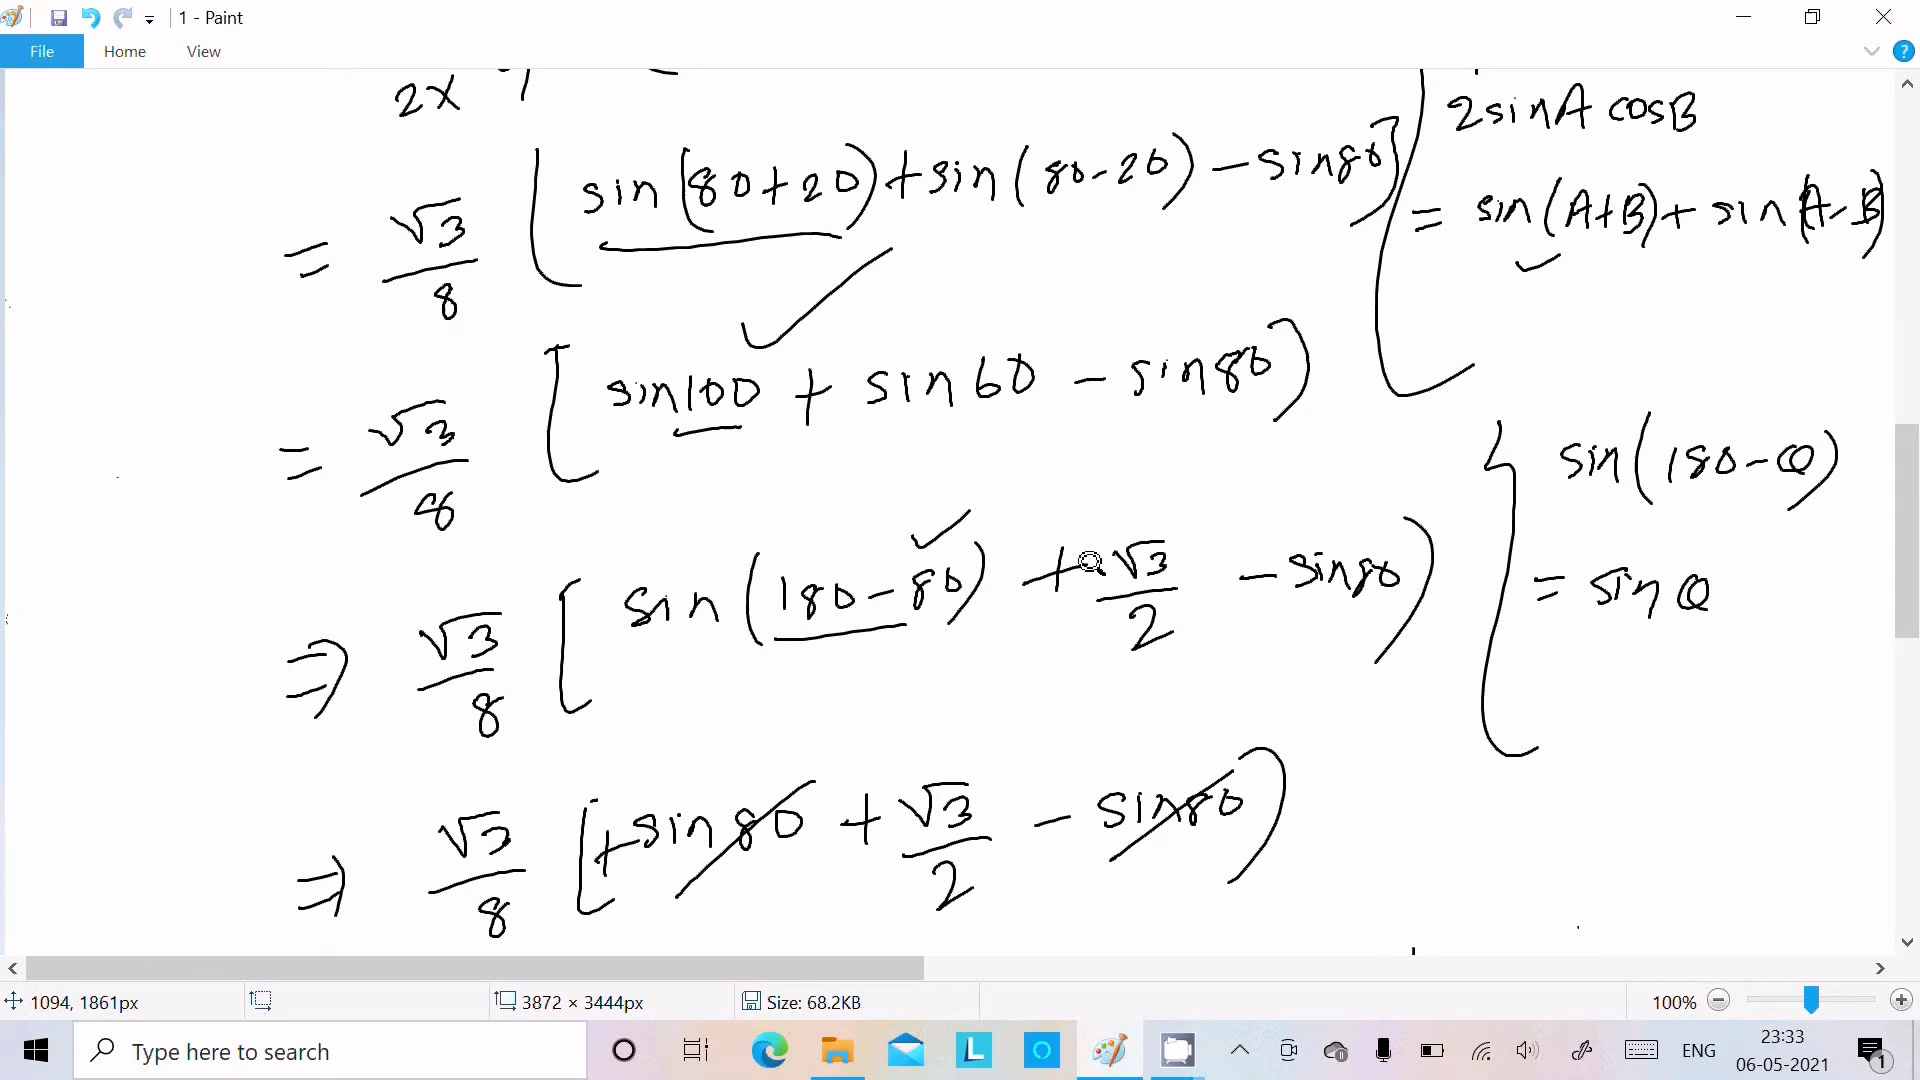 1 - Paint
File Home View
2x
2sinA cosB
= √3/8 [sin(80+20)+sin(80-20)-sin80]
= sin(A+B)+sin(A-B)
= √3/8 [sin100 + sin60 - sin80]
sin(180-θ)
= sinθ
⇒ √3/8 [sin(180-80) + √3/2 - sin80]
⇒ √3/8 [+sin80 + √3/2 - sin80]
1094, 1861px 3872 × 3444px Size: 68.2KB 100%
Type here to search
L
ENG
23:33
06-05-2021
1